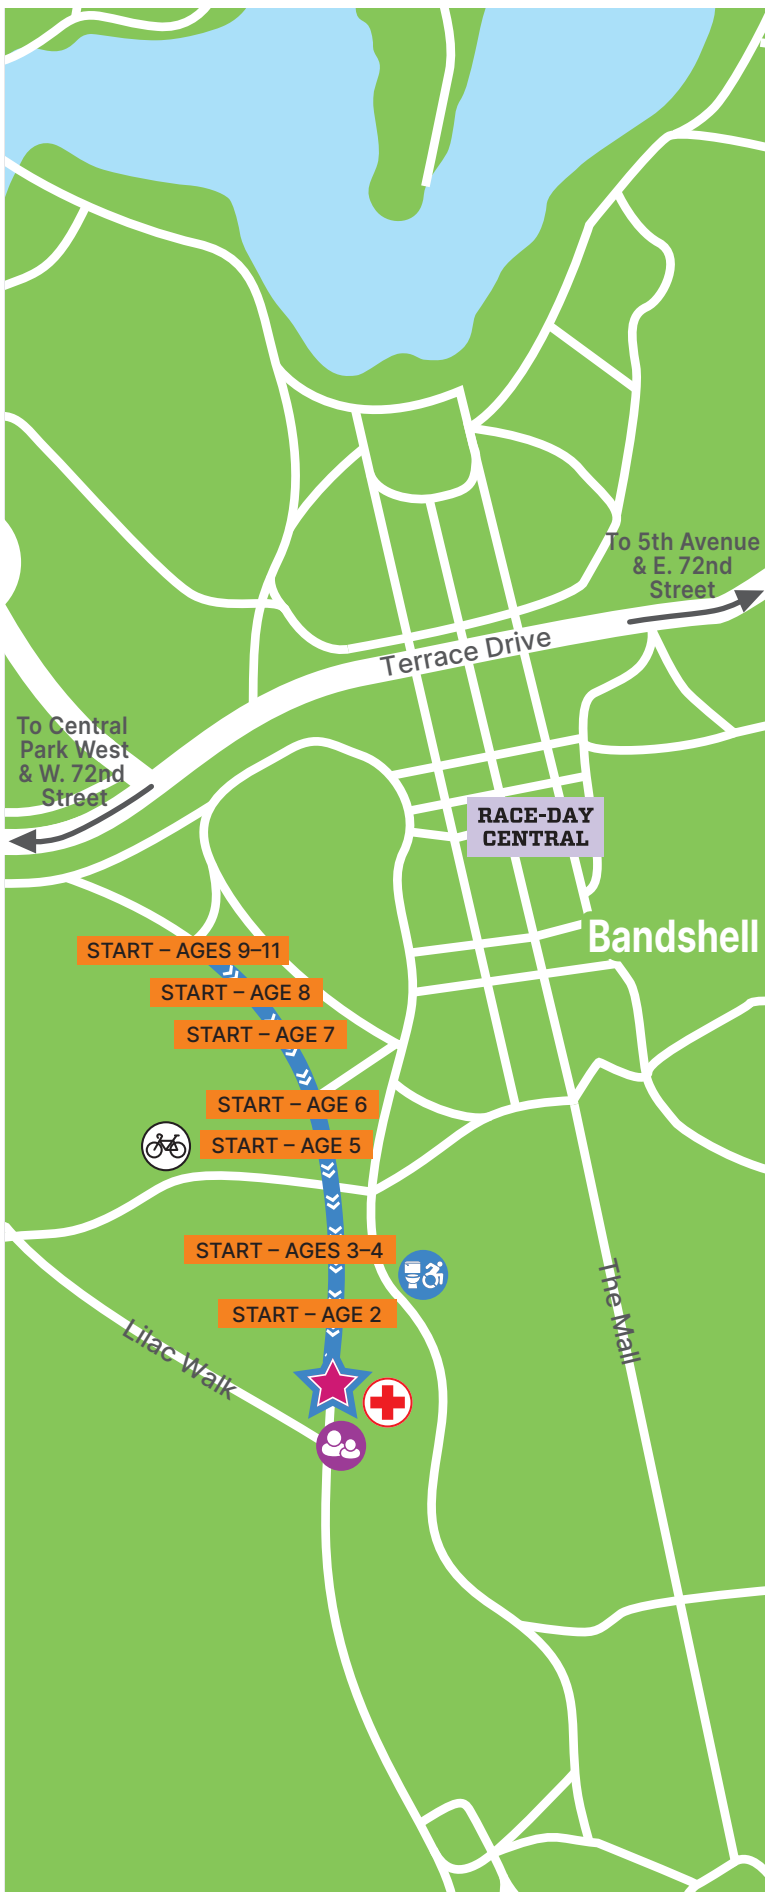 To 5th Avenue
& E. 72nd
Street
Terrace Drive
To Central
Park West
& W. 72nd
Street
RACE-DAY
CENTRAL
Bandshell
START – AGES 9–11
START – AGE 8
START – AGE 7
START – AGE 6
START – AGE 5
START – AGES 3–4
START – AGE 2
The Mall
Lilac Walk